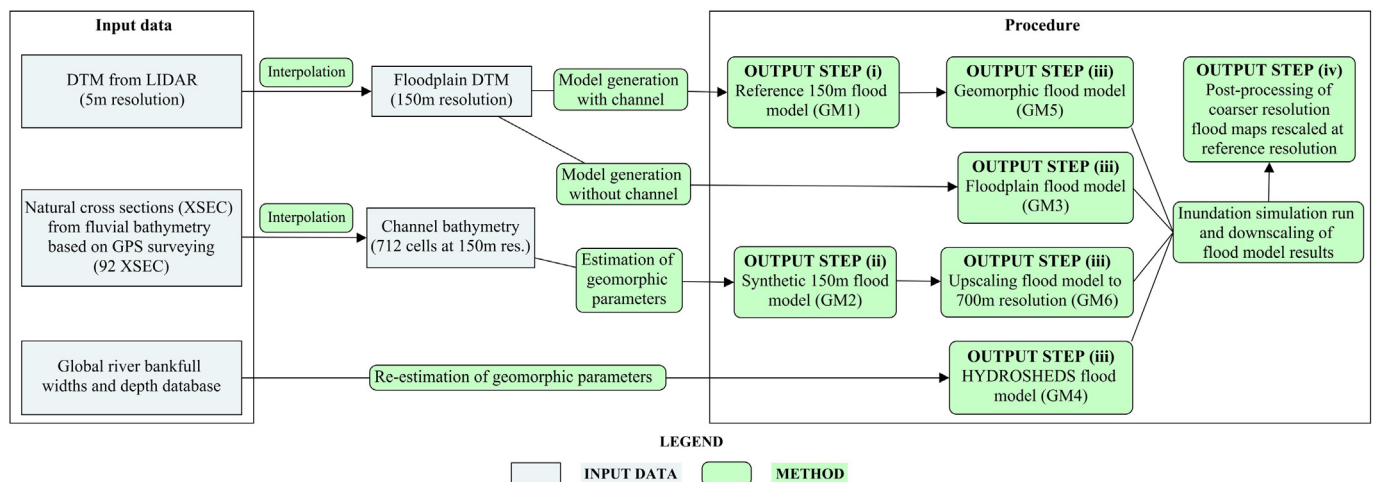 Input data
Procedure
DTM from LIDAR
(5m resolution)
Interpolation
Floodplain DTM
(150m resolution)
Model generation
with channel
OUTPUT STEP (i)
Reference 150m flood
model (GM1)
OUTPUT STEP (iii)
Geomorphic flood model
(GM5)
OUTPUT STEP (iv)
Post-processing of
coarser resolution
flood maps rescaled at
reference resolution
Model generation
without channel
OUTPUT STEP (iii)
Floodplain flood model
(GM3)
Natural cross sections (XSEC)
from fluvial bathymetry
based on GPS surveying
(92 XSEC)
Interpolation
Channel bathymetry
(712 cells at 150m res.)
Estimation of
geomorphic
parameters
OUTPUT STEP (ii)
Synthetic 150m flood
model (GM2)
OUTPUT STEP (iii)
Upscaling flood model to
700m resolution (GM6)
Inundation simulation run
and downscaling of
flood model results
Global river bankfull
widths and depth database
Re-estimation of geomorphic parameters
OUTPUT STEP (iii)
HYDROSHEDS flood
model (GM4)
LEGEND
INPUT DATA
METHOD